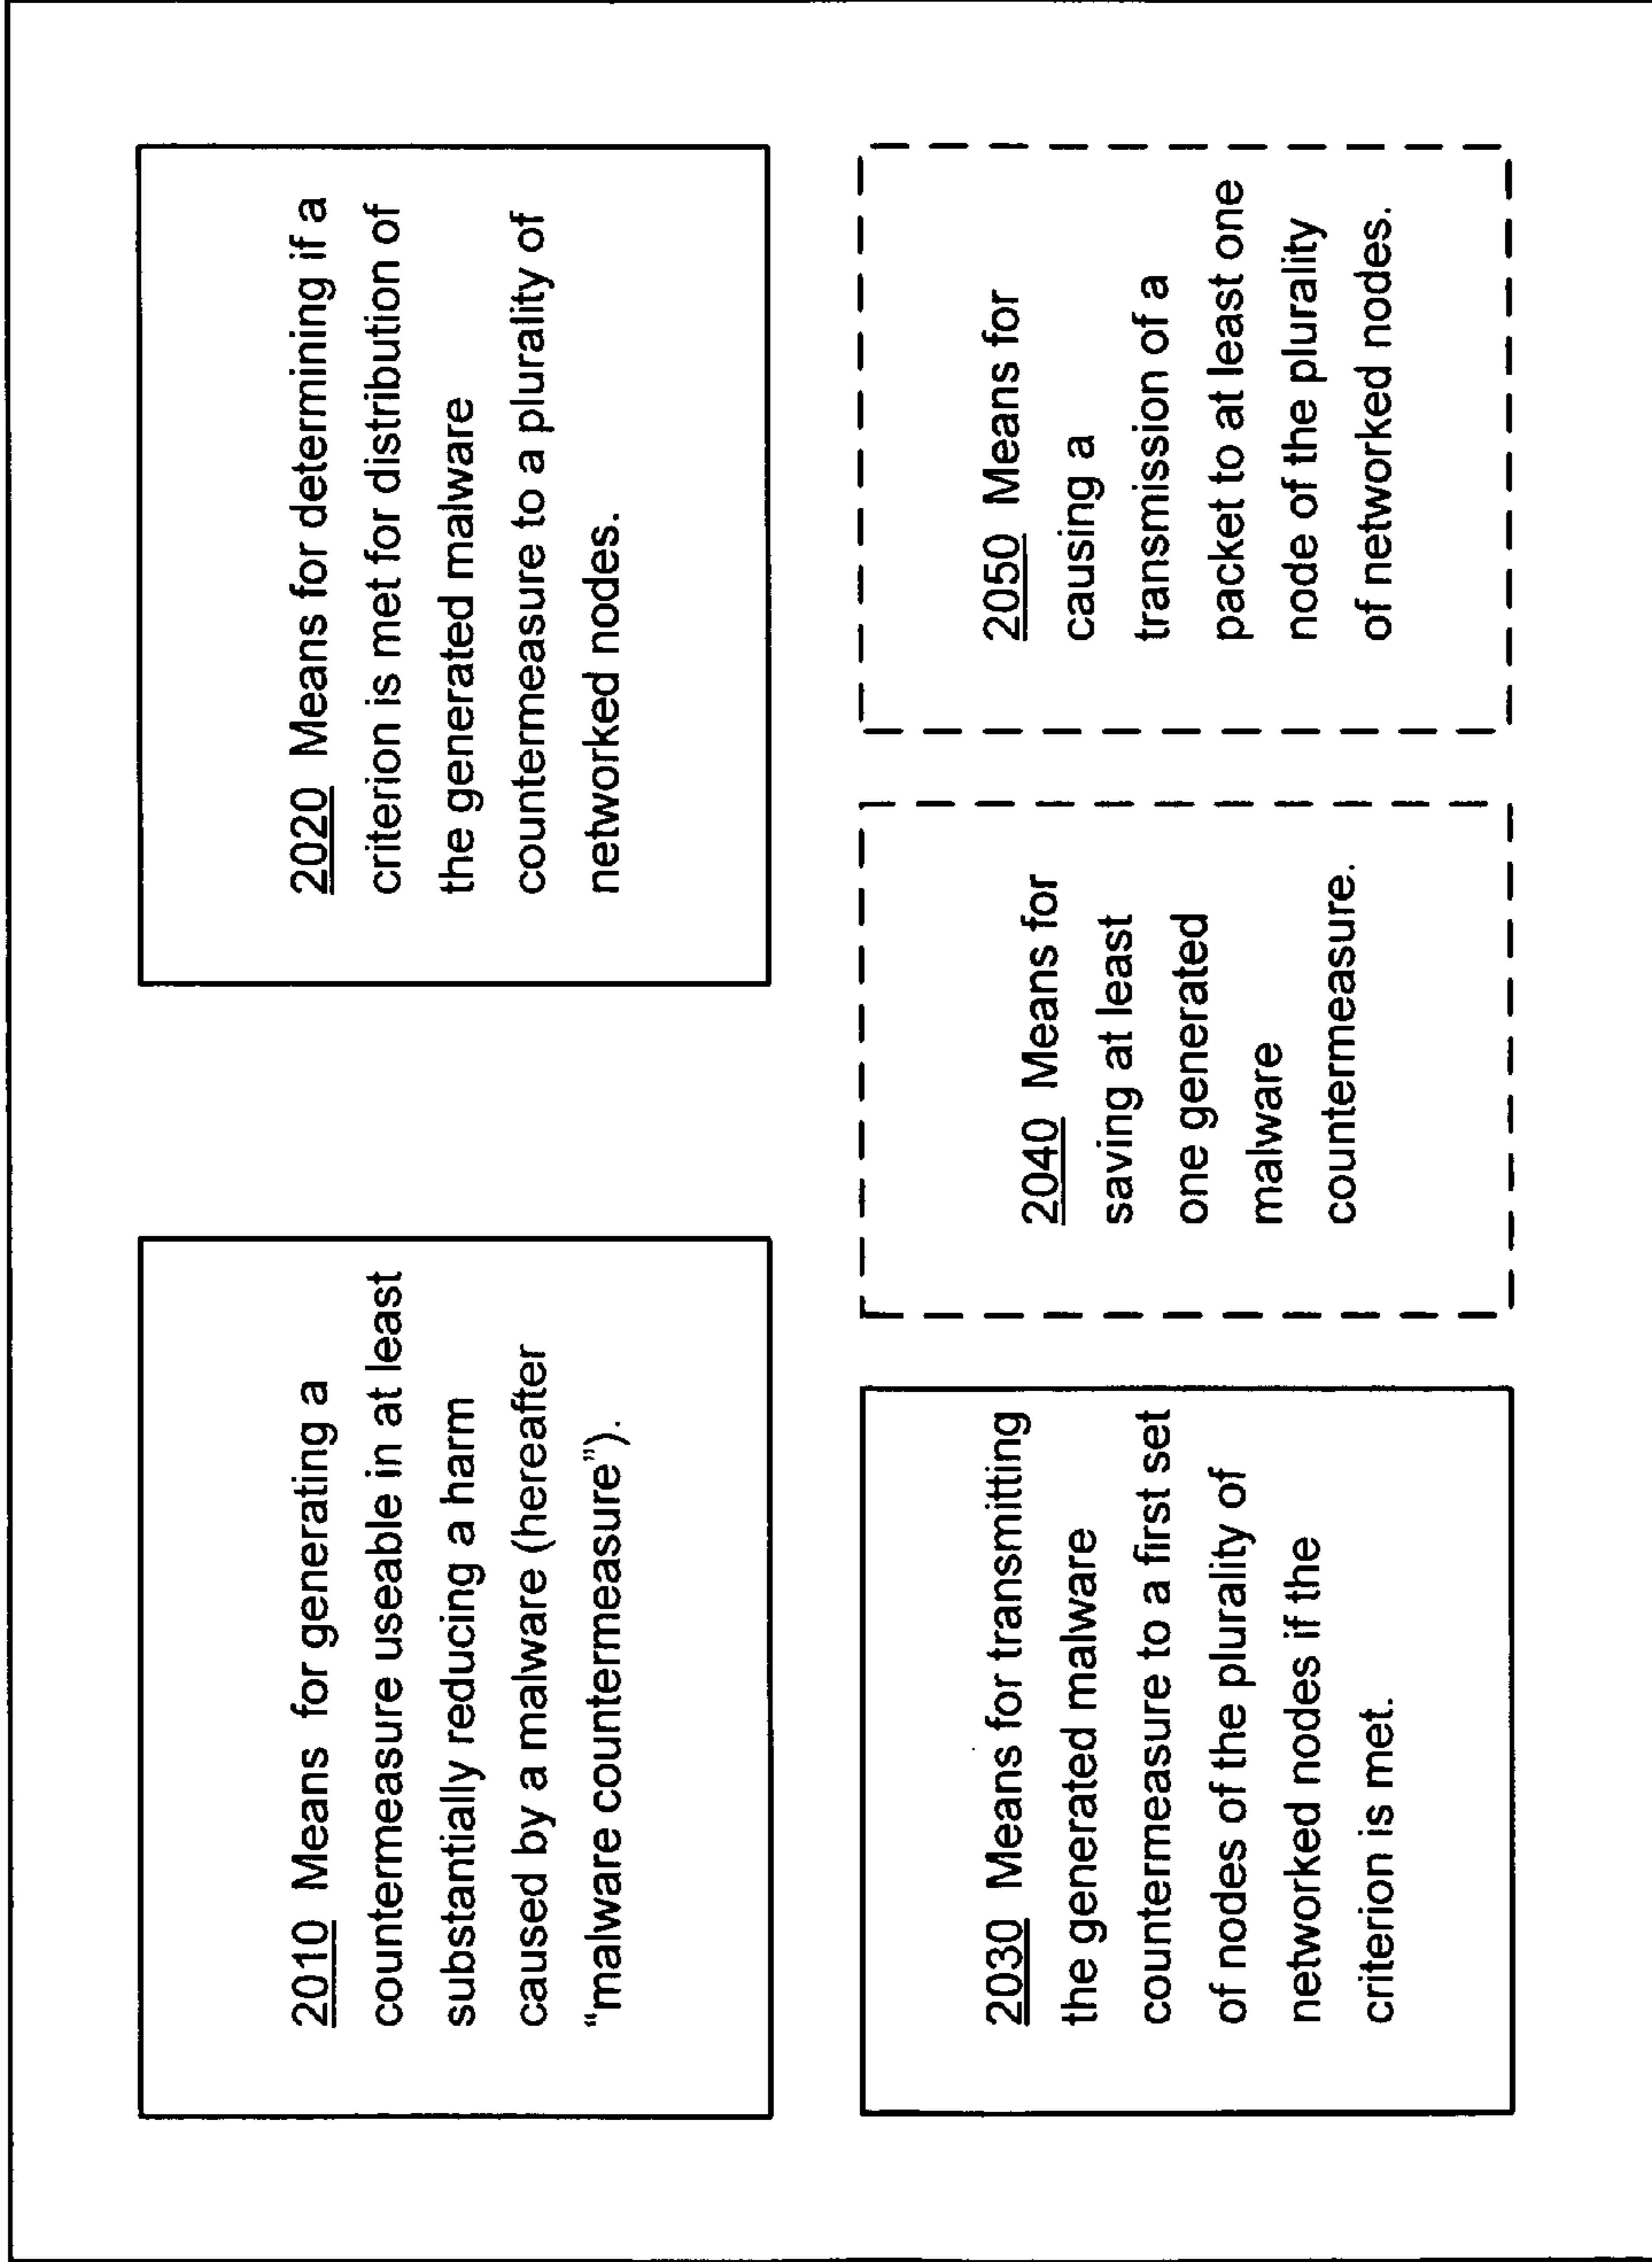 2010 Means for generating a
countermeasure useable in at least
substantially reducing a harm
caused by a malware (hereafter
“malware countermeasure”).
2020 Means for determining if a
criterion is met for distribution of
the generated malware
countermeasure to a plurality of
networked nodes.
2030 Means for transmitting
the generated malware
countermeasure to a first set
of nodes of the plurality of
networked nodes if the
criterion is met.
2040 Means for
saving at least
one generated
malware
countermeasure.
2050 Means for
causing a
transmission of a
packet to at least one
node of the plurality
of networked nodes.